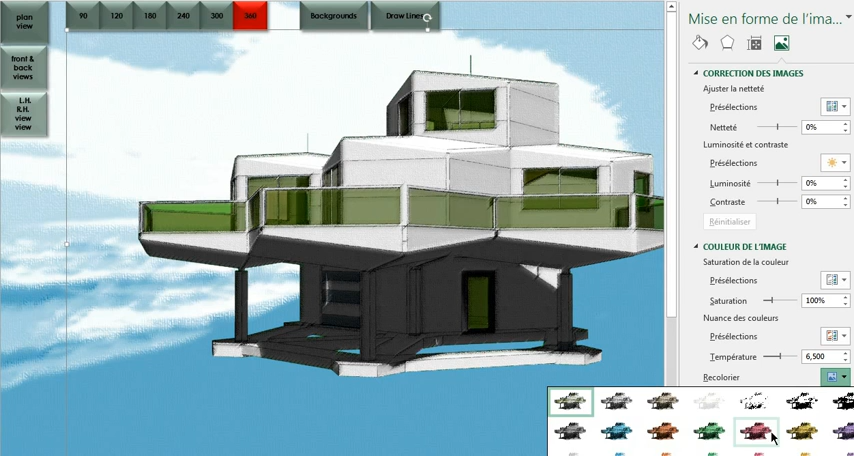 plan
view
90
120
180
240
300
360
Backgrounds
Draw Lines
front &
back
views
L.H.
R.H.
view
view
Mise en forme de l'ima...
CORRECTION DES IMAGES
Ajuster la netteté
Présélections
Netteté
0%
Luminosité et contraste
Présélections
Luminosité
0%
Contraste
0%
Réinitialiser
COULEUR DE L'IMAGE
Saturation de la couleur
Présélections
Saturation
100%
Nuance des couleurs
Présélections
Température
6,500
Recolorier